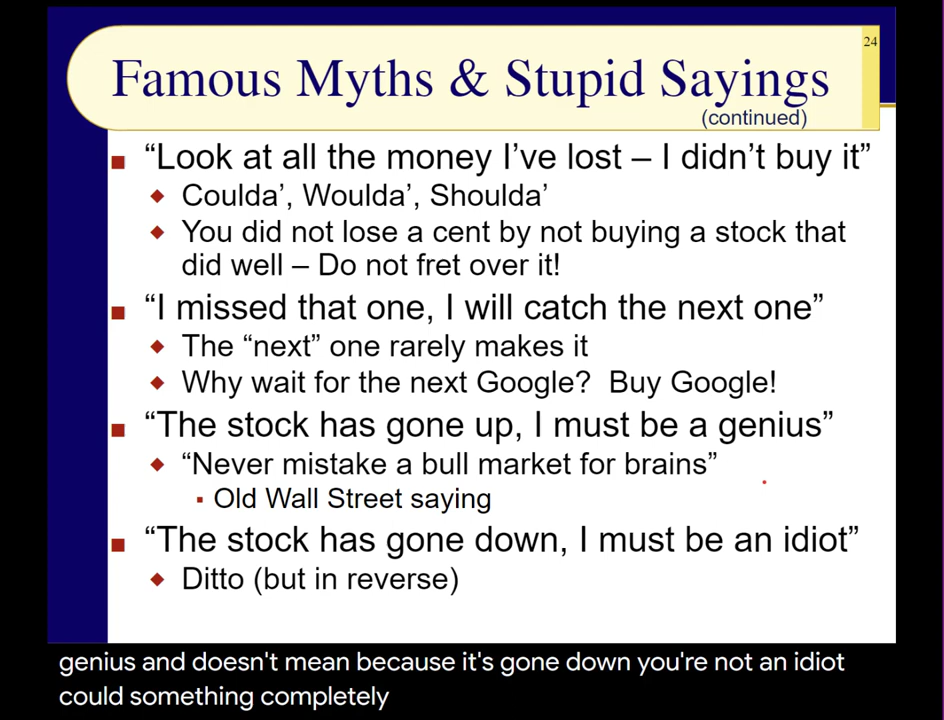 24
Famous Myths & Stupid Sayings
(continued)
“Look at all the money I’ve lost – I didn’t buy it”
Coulda’, Woulda’, Shoulda’
You did not lose a cent by not buying a stock that
did well – Do not fret over it!
“I missed that one, I will catch the next one”
The “next” one rarely makes it
Why wait for the next Google?  Buy Google!
“The stock has gone up, I must be a genius”
“Never mistake a bull market for brains”
Old Wall Street saying
“The stock has gone down, I must be an idiot”
Ditto (but in reverse)
genius and doesn't mean because it's gone down you're not an idiot
could something completely